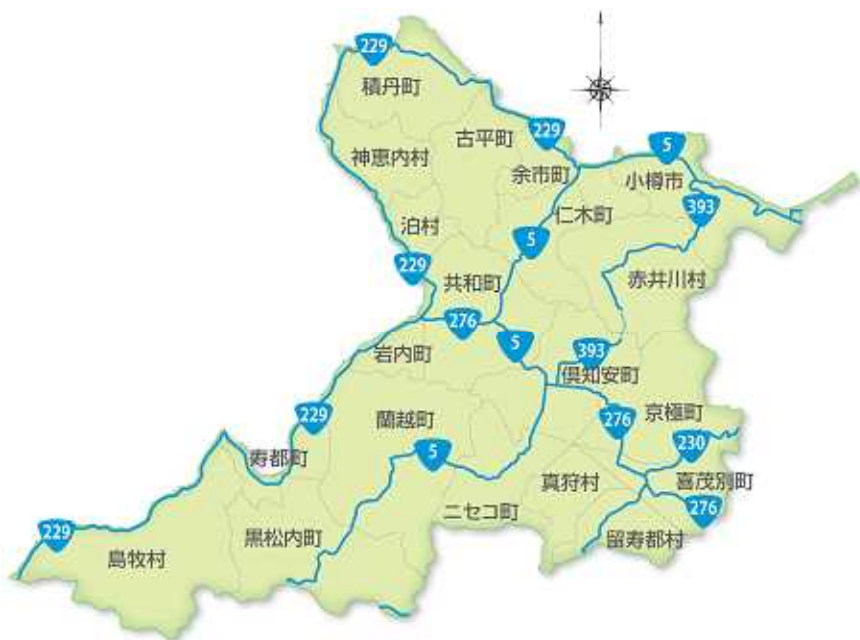 229
積丹町
古平町
229
5
神恵内村
余市町
小樽市
仁木町
393
泊村
5
229
共和町
赤井川村
276
5
岩内町
393
倶知安町
229
蘭越町
276
京極町
5
230
寿都町
真狩村
喜茂別町
ニセコ町
276
229
黒松内町
留寿都村
島牧村